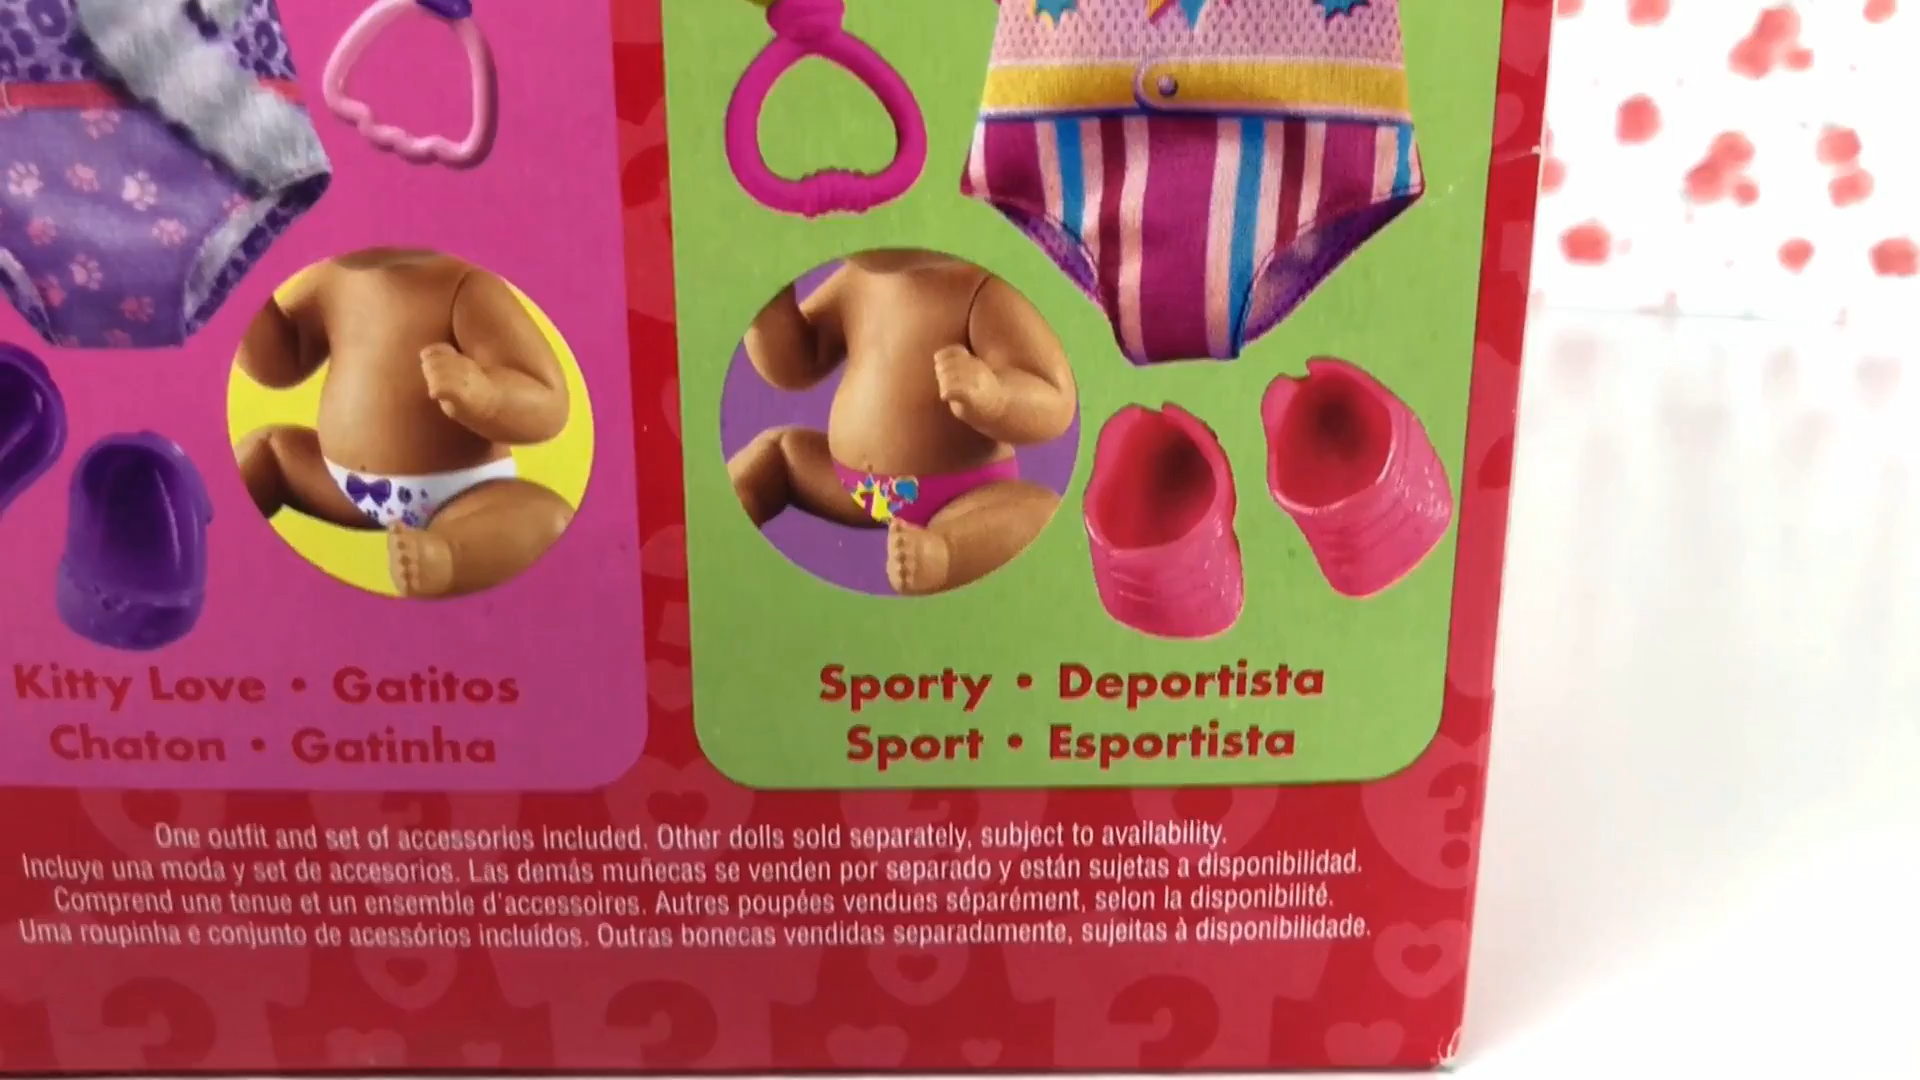 Kitty Love • Gatitos
Chaton • Gatinha
Sporty • Deportista
Sport • Esportista
One outfit and set of accessories included. Other dolls sold separately, subject to availability.
Incluye una moda y set de accesorios. Las demás muñecas se venden por separado y están sujetas a disponibilidad.
Comprend une tenue et un ensemble d'accessoires. Autres poupées vendues séparément, selon la disponibilité.
Uma roupinha e conjunto de acessórios incluídos. Outras bonecas vendidas separadamente, sujeitas à disponibilidade.